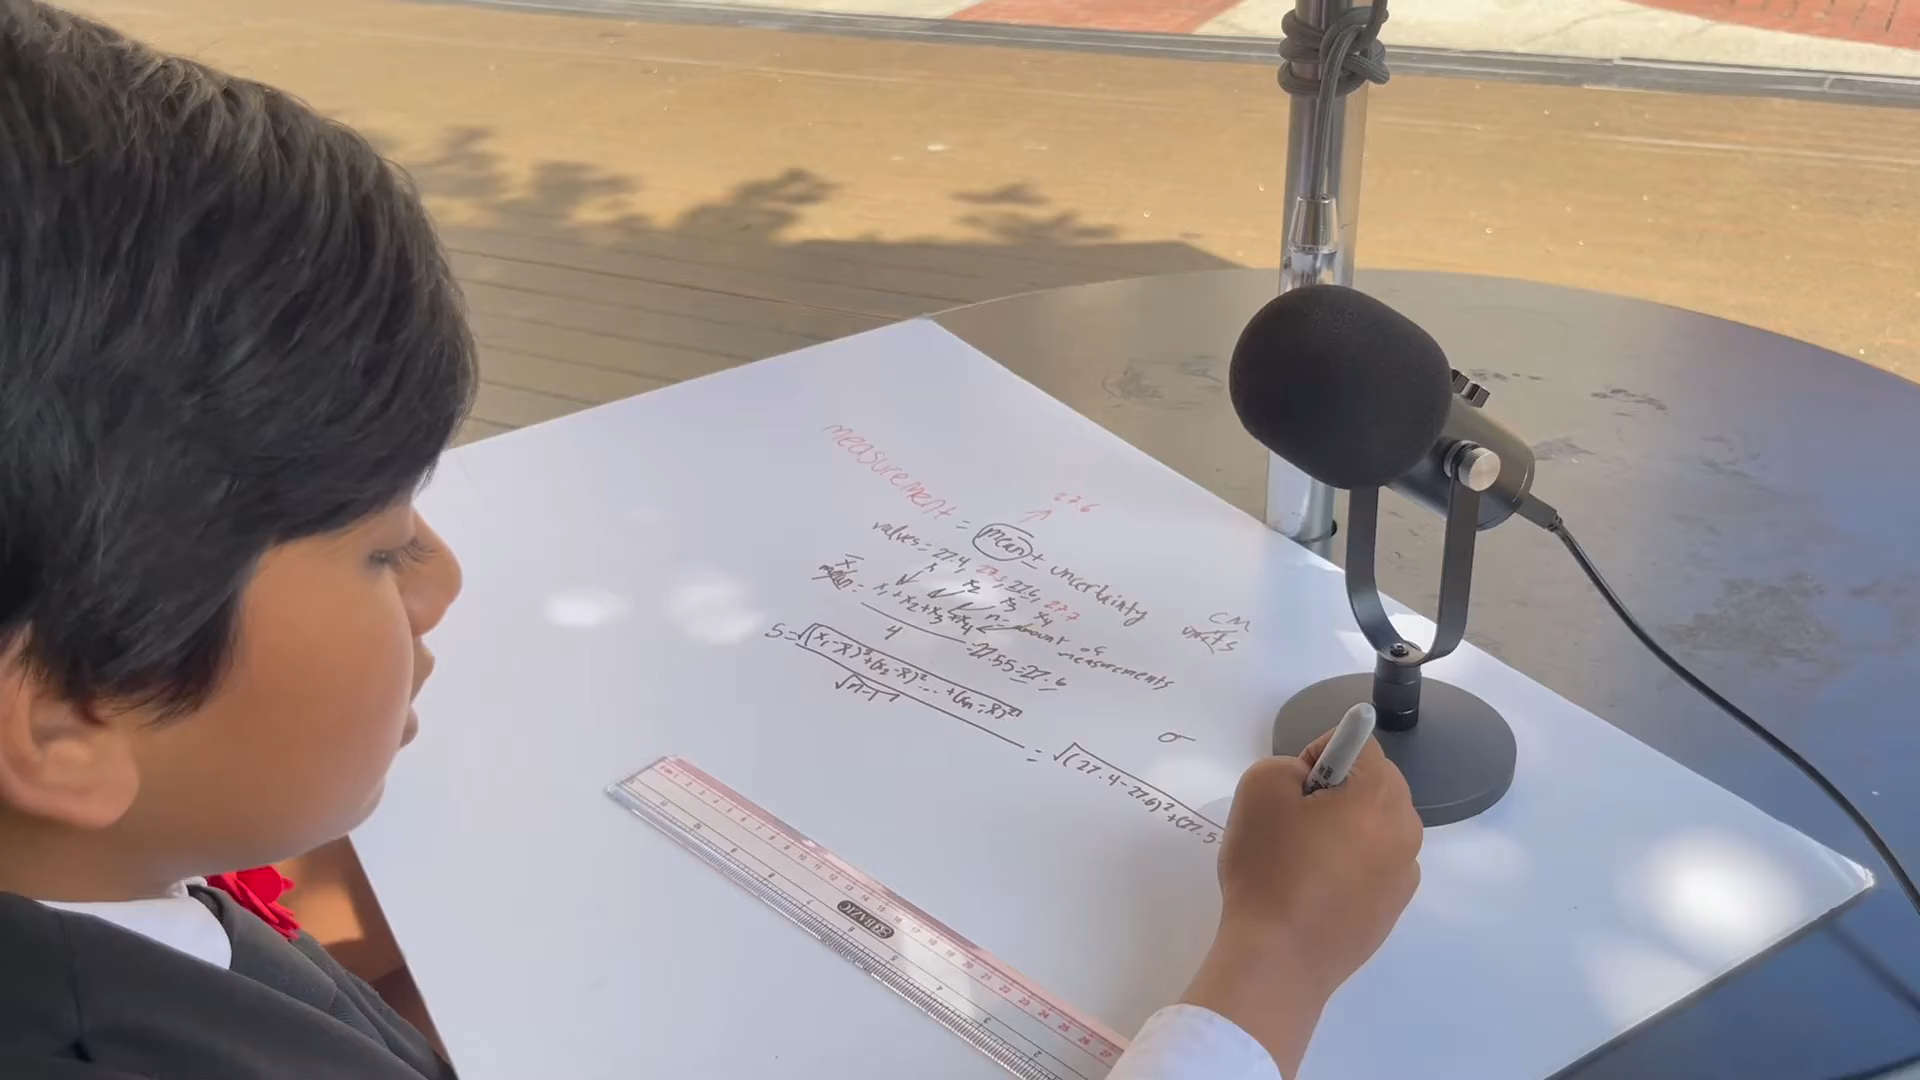 27.6
measurement = mean ± uncertainty
values = 27.4, 27.5, 27.6, 27.7
x₂ x₃ x₄
CM
units
x̄
mean = x₁+x₂+x₃+x₄
4
= 27.55 = 27.6
n = amount of
measurements
S = √(x₁-x̄)²+(x₂-x̄)²... +(xₙ-x̄)²
√n-1
σ
= √(27.4-27.6)²+(27.5-
BAZIC